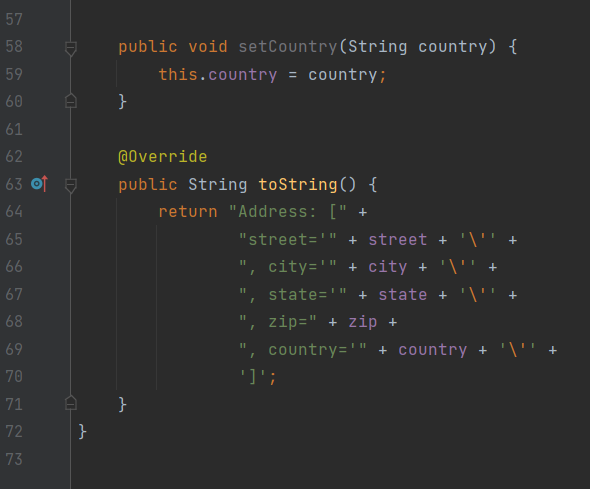 57
58 public void setCountry(String country) {
59 this.country = country;
60 }
61
62 @Override
63 public String toString() {
64 return "Address: [" +
65 "street='" + street + '\'' +
66 ", city='" + city + '\'' +
67 ", state='" + state + '\'' +
68 ", zip=" + zip +
69 ", country='" + country + '\'' +
70 ']';
71 }
72 }
73